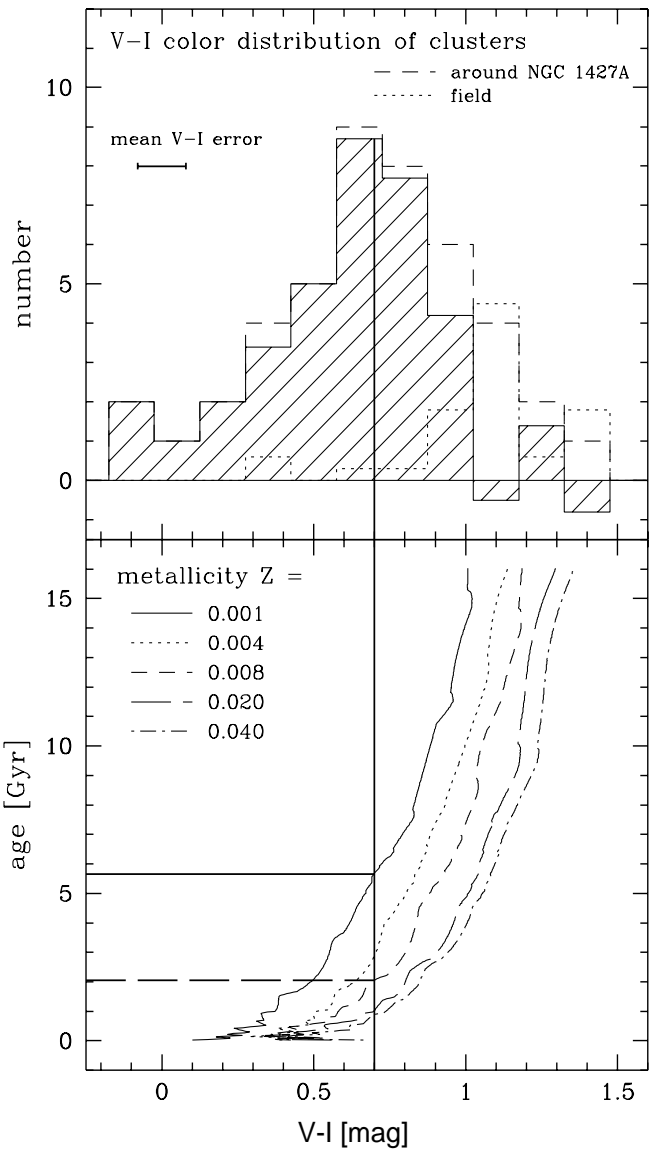 V-I color distribution of clusters
around NGC 1427A
field
mean V-I error
10
5
0
number
metallicity Z =
0.001
0.004
0.008
0.020
0.040
15
10
5
0
age [Gyr]
0 0.5 1 1.5
V-I [mag]